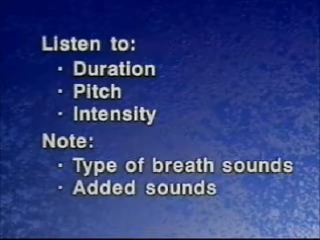 Listen to:
· Duration
· Pitch
· Intensity
Note:
· Type of breath sounds
· Added sounds